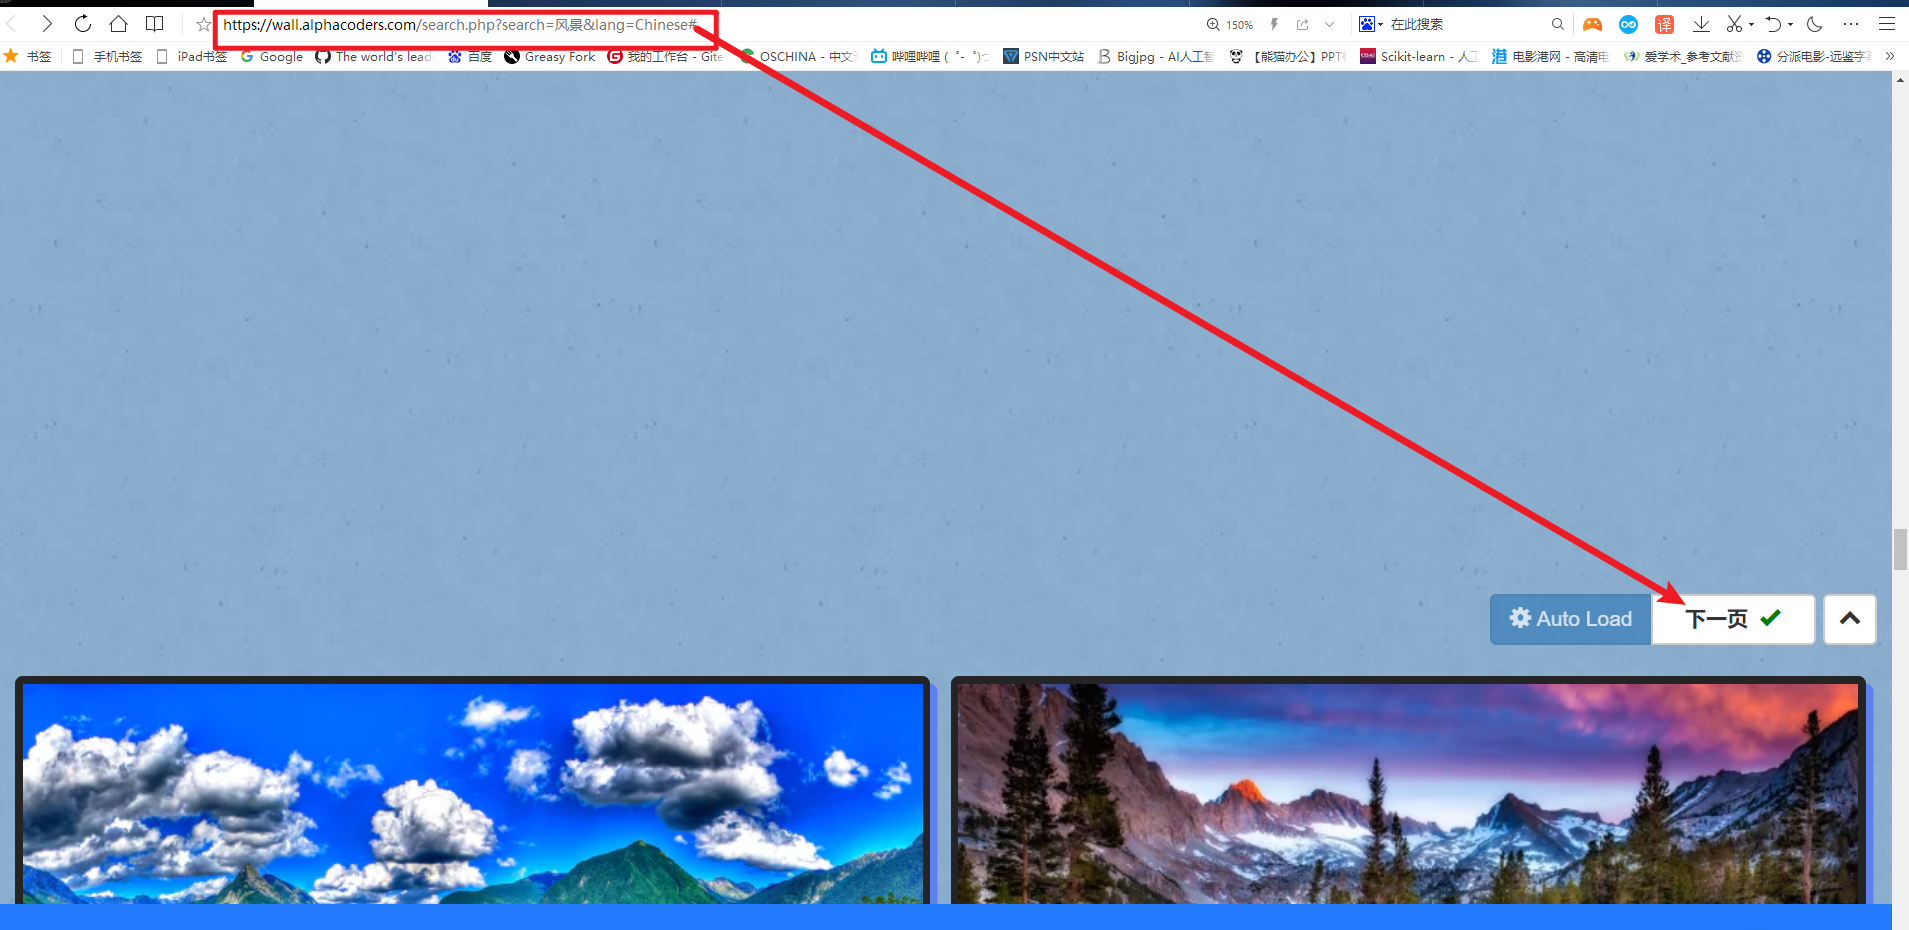 https://wall.alphacoders.com/search.php?search=风景&lang=Chinese# 150% 在此搜索 译
书签 手机书签 iPad书签 Google The world's lead 百度 Greasy Fork 我的工作台 - Gite OSCHINA - 中文 哔哩哔哩 ( ゜- ゜)つ PSN中文站 Bigjpg - AI人工智 【熊猫办公】PPT Scikit-learn - 人工 港 电影港网 - 高清电 爱学术_参考文献资 分派电影-远鉴字幕 »
Auto Load 下一页